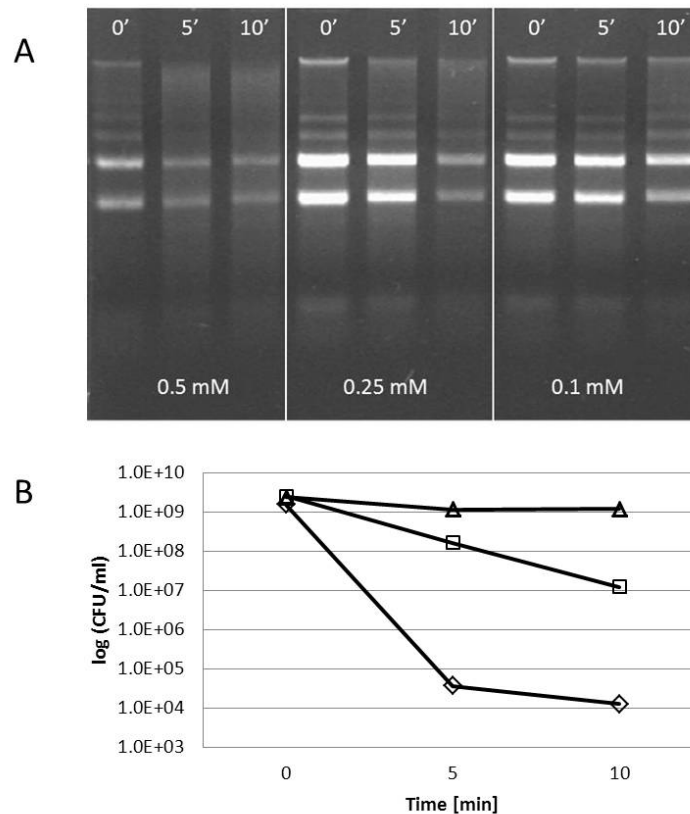 A
0’ 5’ 10’ 0’ 5’ 10’ 0’ 5’ 10’
0.5 mM 0.25 mM 0.1 mM
B
1.0E+10
1.0E+09
1.0E+08
1.0E+07
1.0E+06
1.0E+05
1.0E+04
1.0E+03
log (CFU/ml)
0 5 10
Time [min]